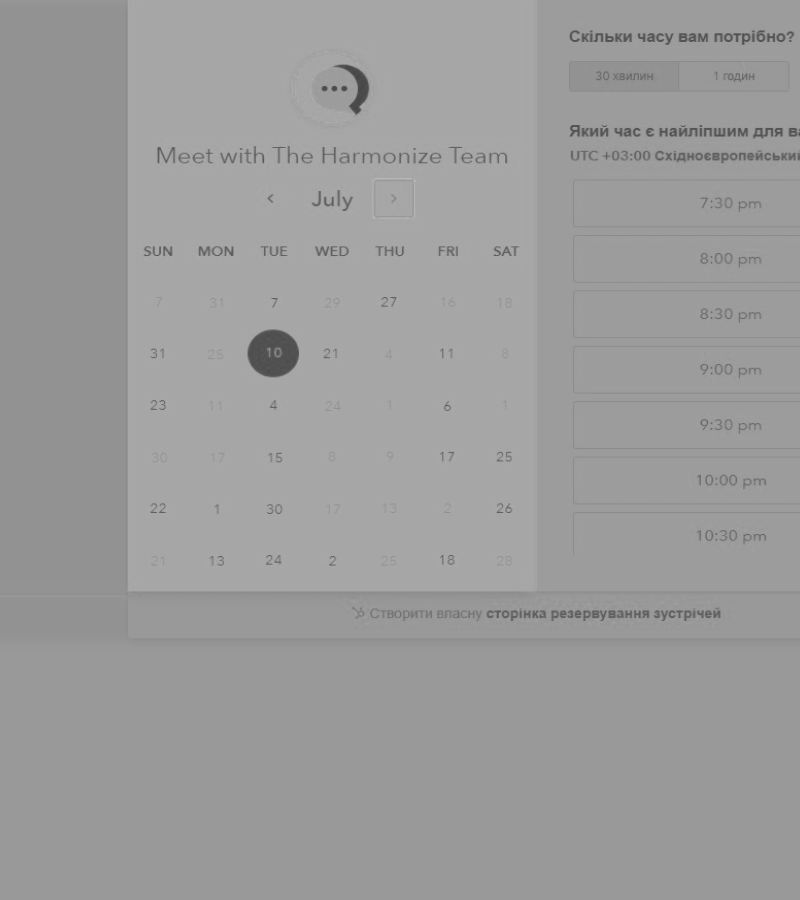 Meet with The Harmonize Team
July
SUN MON TUE WED THU FRI SAT
7 31 7 29 27 16 18
31 25 10 21 4 11 8
23 11 4 24 1 6 1
30 17 15 8 9 17 25
22 1 30 17 13 2 26
21 13 24 2 25 18 28
Скільки часу вам потрібно?
30 хвилин 1 годин
Який час є найліпшим для
UTC +03:00 Східноєвропейський
7:30 pm
8:00 pm
8:30 pm
9:00 pm
9:30 pm
10:00 pm
10:30 pm
Створити власну сторінка резервування зустрічей